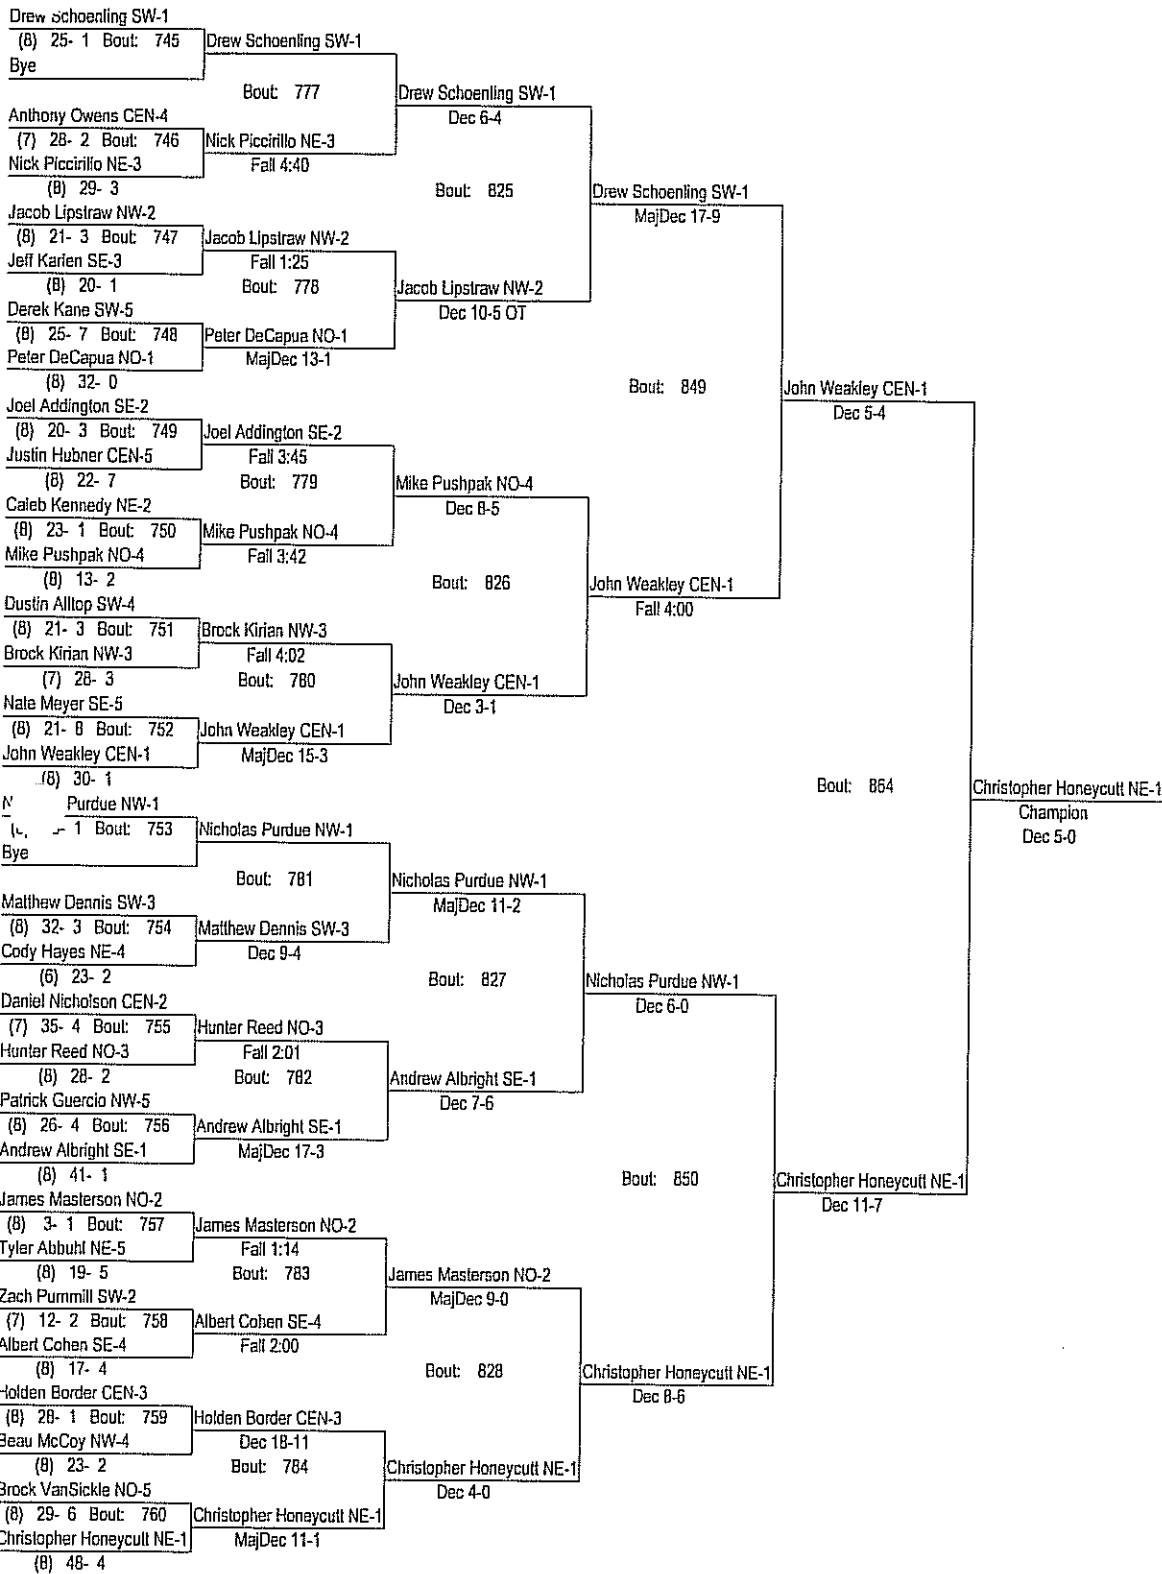 Drew Schoenling SW-1
(8) 25- 1 Bout: 745
Bye
Drew Schoenling SW-1
Bout: 777
Anthony Owens CEN-4
(7) 28- 2 Bout: 746
Nick Piccirillo NE-3
(8) 29- 3
Nick Piccirillo NE-3
Fall 4:40
Drew Schoenling SW-1
Dec 6-4
Bout: 825
Jacob Lipstraw NW-2
(8) 21- 3 Bout: 747
Jeff Karien SE-3
(8) 20- 1
Jacob Lipstraw NW-2
Fall 1:25
Bout: 778
Derek Kane SW-5
(8) 25- 7 Bout: 748
Peter DeCapua NO-1
(8) 32- 0
Peter DeCapua NO-1
MajDec 13-1
Jacob Lipstraw NW-2
Dec 10-5 OT
Drew Schoenling SW-1
MajDec 17-9
Bout: 849
Joel Addington SE-2
(8) 20- 3 Bout: 749
Justin Hubner CEN-5
(8) 22- 7
Joel Addington SE-2
Fall 3:45
Bout: 779
Caleb Kennedy NE-2
(8) 23- 1 Bout: 750
Mike Pushpak NO-4
(8) 13- 2
Mike Pushpak NO-4
Fall 3:42
Mike Pushpak NO-4
Dec 8-5
Bout: 826
Dustin Alltop SW-4
(8) 21- 3 Bout: 751
Brock Kirian NW-3
(7) 28- 3
Brock Kirian NW-3
Fall 4:02
Bout: 780
Nate Meyer SE-5
(8) 21- 8 Bout: 752
John Weakley CEN-1
(8) 30- 1
John Weakley CEN-1
MajDec 15-3
John Weakley CEN-1
Dec 3-1
John Weakley CEN-1
Fall 4:00
John Weakley CEN-1
Dec 5-4
Bout: 864
Christopher Honeycutt NE-1
Champion
Dec 5-0
Purdue NW-1
1 Bout: 753
Bye
Nicholas Purdue NW-1
Bout: 781
Matthew Dennis SW-3
(8) 32- 3 Bout: 754
Cody Hayes NE-4
(6) 23- 2
Matthew Dennis SW-3
Dec 9-4
Nicholas Purdue NW-1
MajDec 11-2
Bout: 827
Daniel Nicholson CEN-2
(7) 35- 4 Bout: 755
Hunter Reed NO-3
(8) 28- 2
Hunter Reed NO-3
Fall 2:01
Bout: 782
Patrick Guercio NW-5
(8) 26- 4 Bout: 756
Andrew Albright SE-1
(8) 41- 1
Andrew Albright SE-1
MajDec 17-3
Andrew Albright SE-1
Dec 7-6
Nicholas Purdue NW-1
Dec 6-0
Bout: 850
James Masterson NO-2
(8) 3- 1 Bout: 757
Tyler Abbuhl NE-5
(8) 19- 5
James Masterson NO-2
Fall 1:14
Bout: 783
Zach Pummill SW-2
(7) 12- 2 Bout: 758
Albert Cohen SE-4
(8) 17- 4
Albert Cohen SE-4
Fall 2:00
James Masterson NO-2
MajDec 9-0
Bout: 828
Holden Border CEN-3
(8) 28- 1 Bout: 759
Beau McCoy NW-4
(8) 23- 2
Holden Border CEN-3
Dec 18-11
Bout: 784
Brock VanSickle NO-5
(8) 29- 6 Bout: 760
Christopher Honeycutt NE-1
(8) 48- 4
Christopher Honeycutt NE-1
MajDec 11-1
Christopher Honeycutt NE-1
Dec 4-0
Christopher Honeycutt NE-1
Dec 8-6
Christopher Honeycutt NE-1
Dec 11-7